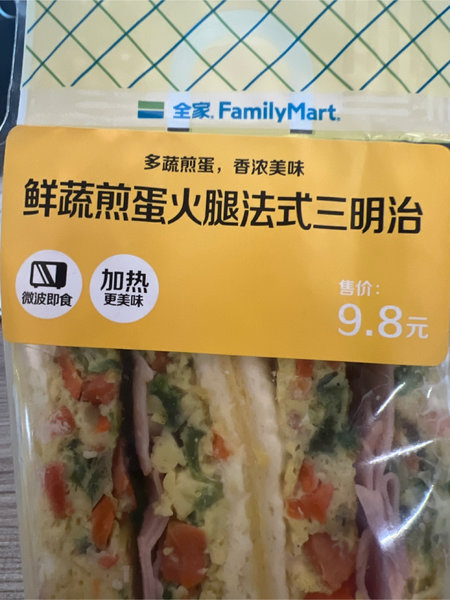 全家 FamilyMart
多蔬煎蛋，香浓美味
鲜蔬煎蛋火腿法式三明治
微波即食
加热
更美味
售价：
9.8元